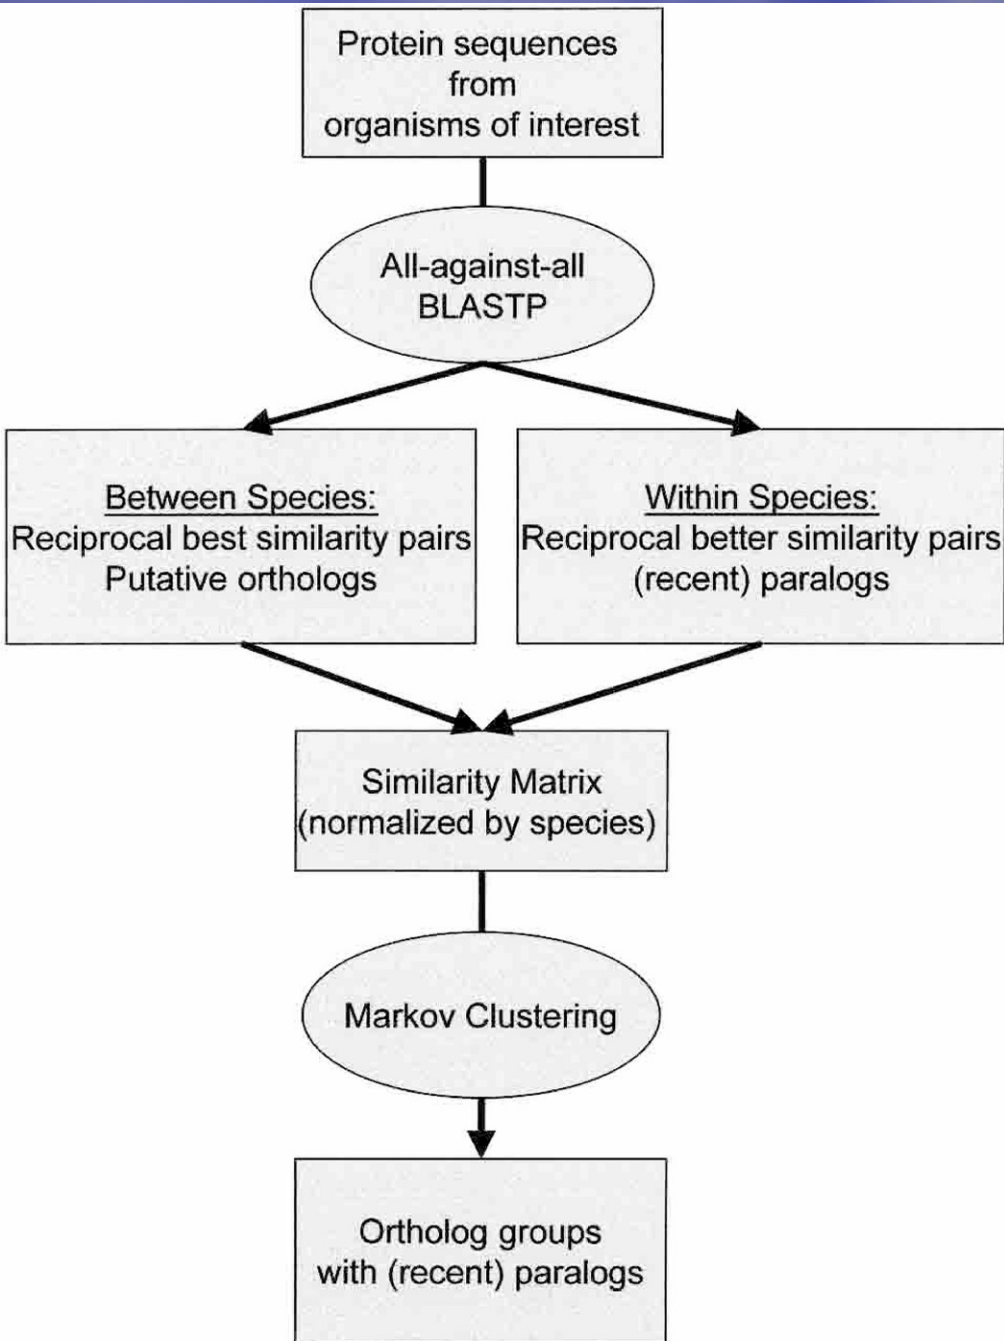 Protein sequences
from
organisms of interest
All-against-all
BLASTP
Between Species:
Reciprocal best similarity pairs
Putative orthologs
Within Species:
Reciprocal better similarity pairs
(recent) paralogs
Similarity Matrix
(normalized by species)
Markov Clustering
Ortholog groups
with (recent) paralogs